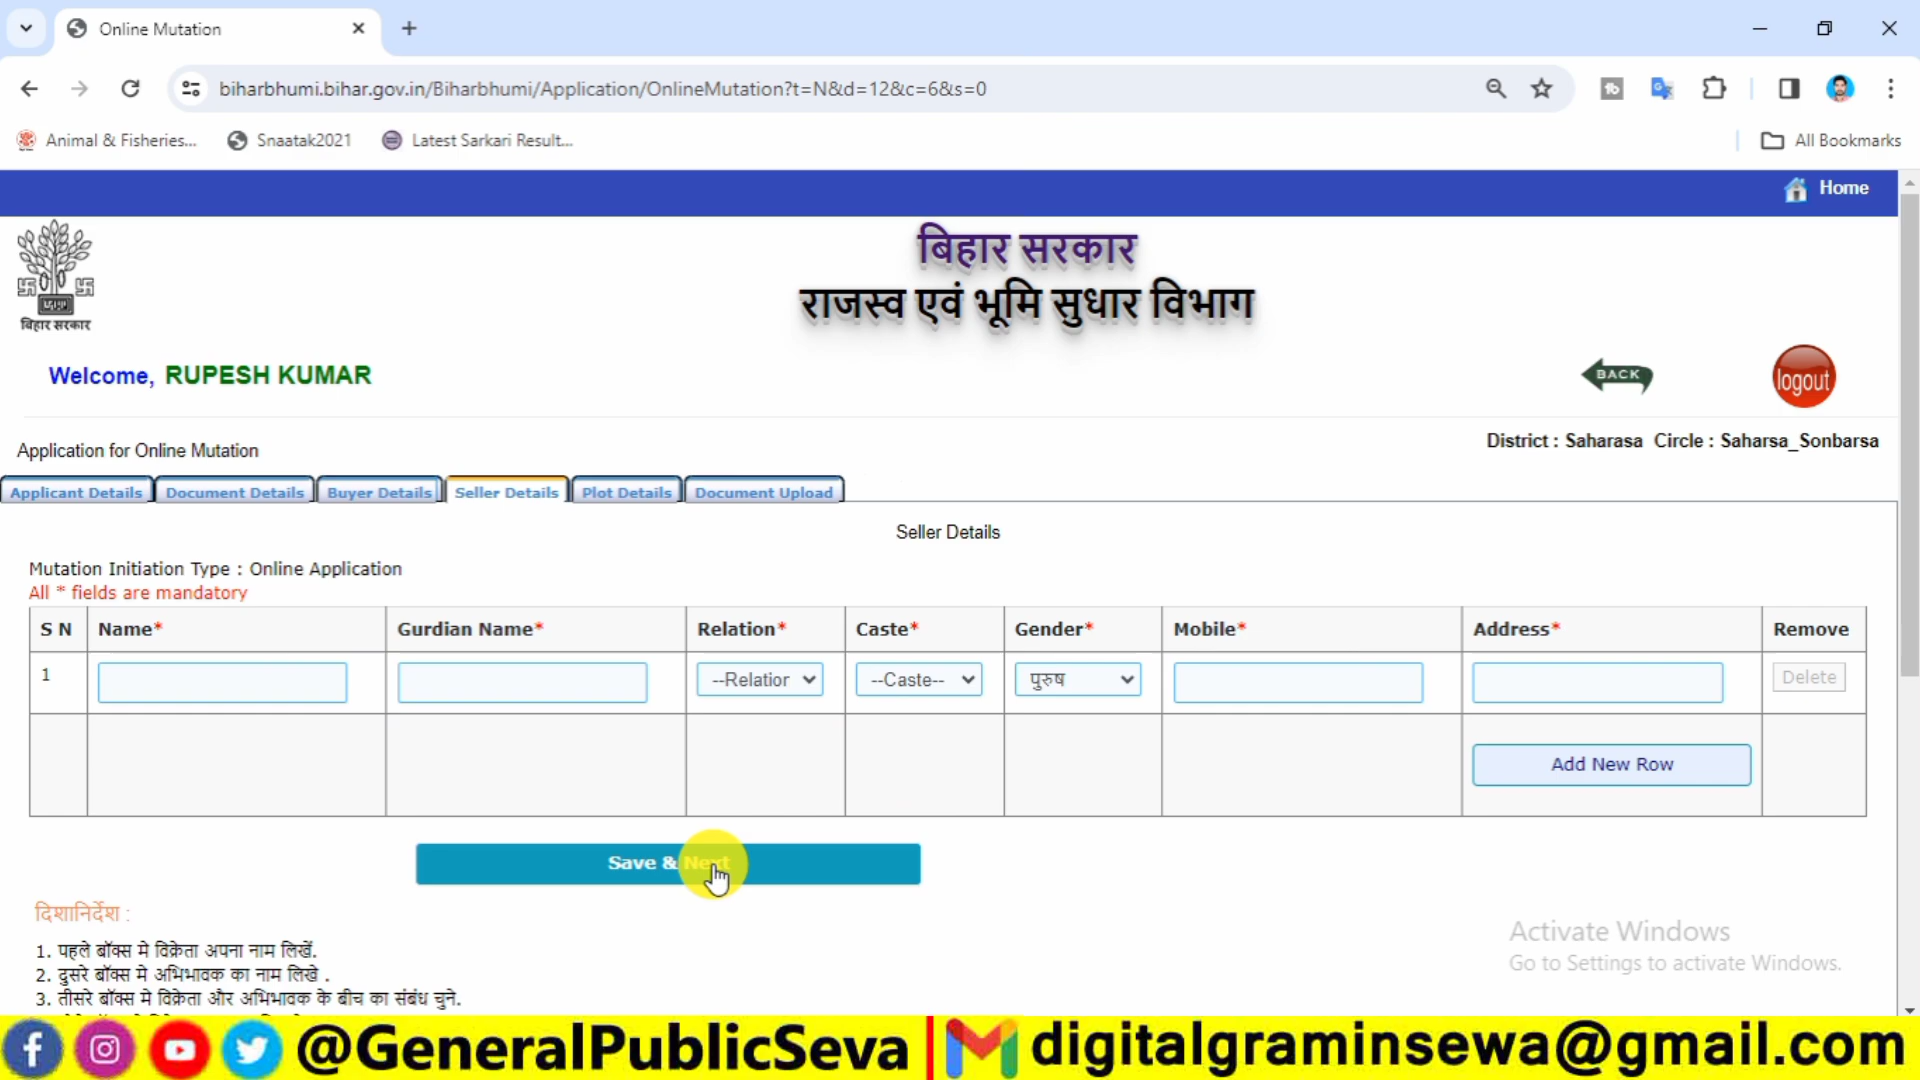 Online Mutation
biharbhumi.bihar.gov.in/Biharbhumi/Application/OnlineMutation?t=N&d=12&c=6&s=0
Animal & Fisheries... Snaatak2021 Latest Sarkari Result... All Bookmarks
Home
बिहार सरकार
राजस्व एवं भूमि सुधार विभाग
बिहार सरकार
Welcome, RUPESH KUMAR
BACK
logout
District : Saharasa Circle : Saharsa_Sonbarsa
Application for Online Mutation
Applicant Details Document Details Buyer Details Seller Details Plot Details Document Upload
Seller Details
Mutation Initiation Type : Online Application
All * fields are mandatory
S N Name* Gurdian Name* Relation* Caste* Gender* Mobile* Address* Remove
1 --Relatior --Caste-- पुरुष Delete
Add New Row
Save & Next
दिशानिर्देश :
1. पहले बॉक्स मे विक्रेता अपना नाम लिखें.
2. दुसरे बॉक्स मे अभिभावक का नाम लिखे .
3. तीसरे बॉक्स मे विक्रेता और अभिभावक के बीच का संबंध चुने.
Activate Windows
Go to Settings to activate Windows.
@GeneralPublicSeva digitalgraminsewa@gmail.com